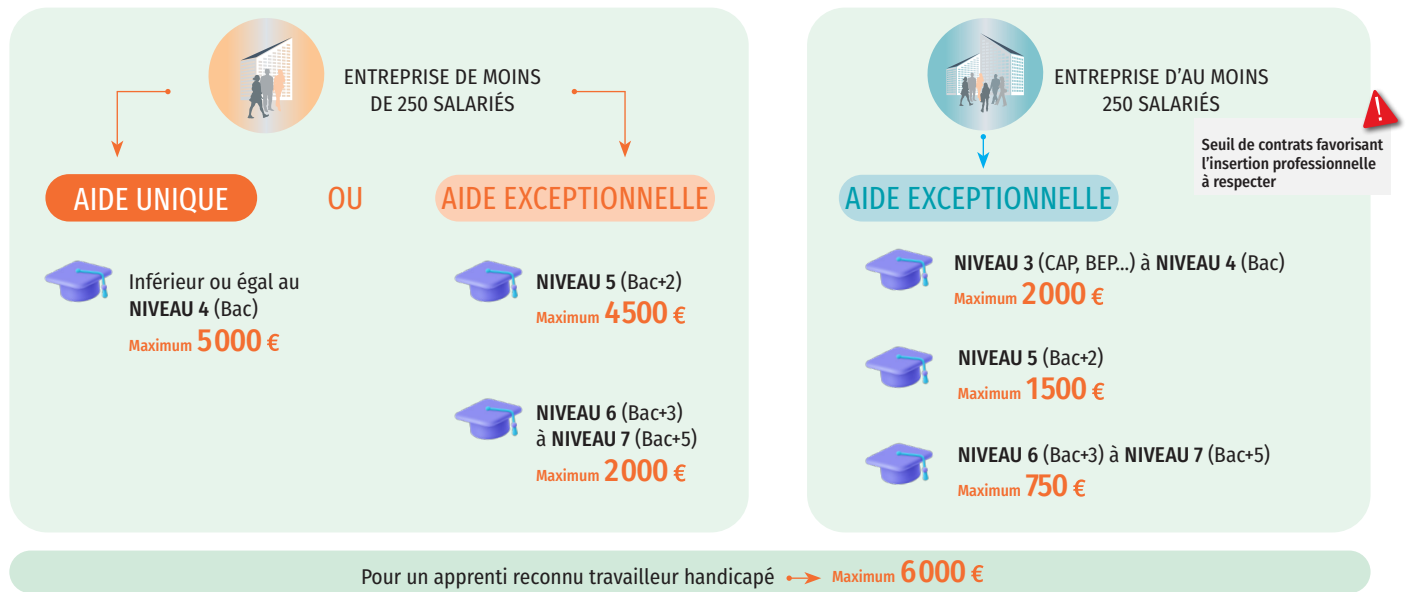 ENTREPRISE DE MOINS
DE 250 SALARIÉS
AIDE UNIQUE
OU
AIDE EXCEPTIONNELLE
Inférieur ou égal au
NIVEAU 4 (Bac)
Maximum 5000 €
NIVEAU 5 (Bac+2)
Maximum 4500 €
NIVEAU 6 (Bac+3)
à NIVEAU 7 (Bac+5)
Maximum 2000 €
ENTREPRISE D’AU MOINS
250 SALARIÉS
!
Seuil de contrats favorisant
l’insertion professionnelle
à respecter
AIDE EXCEPTIONNELLE
NIVEAU 3 (CAP, BEP...) à NIVEAU 4 (Bac)
Maximum 2000 €
NIVEAU 5 (Bac+2)
Maximum 1500 €
NIVEAU 6 (Bac+3) à NIVEAU 7 (Bac+5)
Maximum 750 €
Pour un apprenti reconnu travailleur handicapé Maximum 6000 €